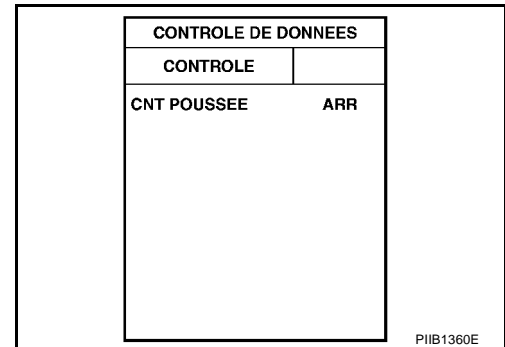 CONTROLE DE DONNEES
CONTROLE
CNT POUSSEE ARR
PIIB1360E